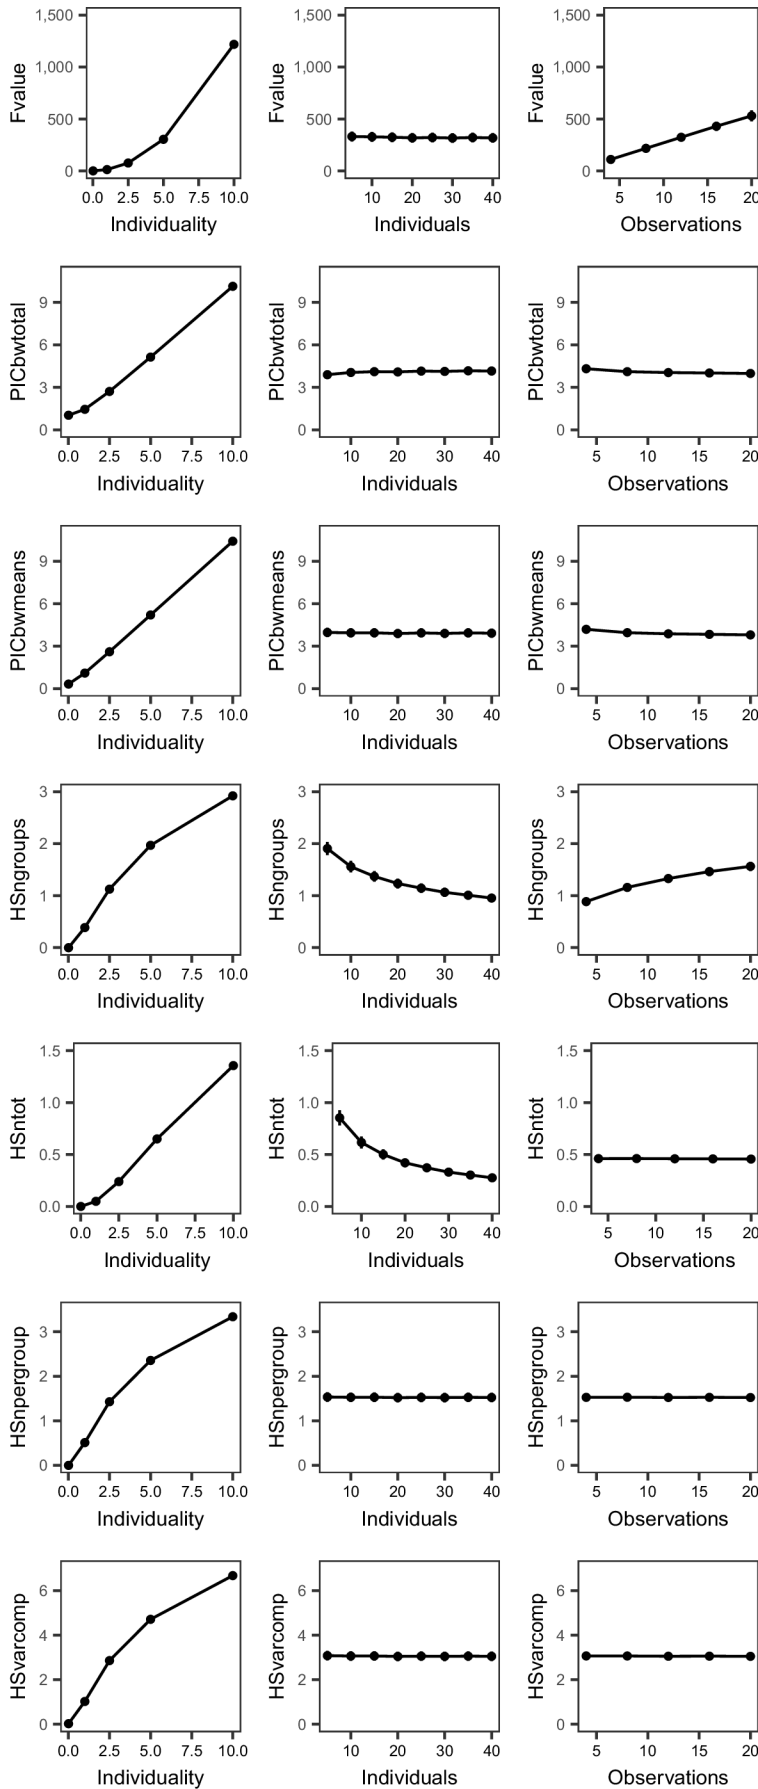 1,500
1,000
500
0
Fvalue
0.0 2.5 5.0 7.5 10.0
Individuality
1,500
1,000
500
0
Fvalue
10 20 30 40
Individuals
1,500
1,000
500
0
Fvalue
5 10 15 20
Observations
9
6
3
0
PICbwtotal
0.0 2.5 5.0 7.5 10.0
Individuality
9
6
3
0
PICbwtotal
10 20 30 40
Individuals
9
6
3
0
PICbwtotal
5 10 15 20
Observations
9
6
3
0
PICbwmeans
0.0 2.5 5.0 7.5 10.0
Individuality
9
6
3
0
PICbwmeans
10 20 30 40
Individuals
9
6
3
0
PICbwmeans
5 10 15 20
Observations
3
2
1
0
HSngroups
0.0 2.5 5.0 7.5 10.0
Individuality
3
2
1
0
HSngroups
10 20 30 40
Individuals
3
2
1
0
HSngroups
5 10 15 20
Observations
1.5
1.0
0.5
0.0
HSntot
0.0 2.5 5.0 7.5 10.0
Individuality
1.5
1.0
0.5
0.0
HSntot
10 20 30 40
Individuals
1.5
1.0
0.5
0.0
HSntot
5 10 15 20
Observations
3
2
1
0
HSnpergroup
0.0 2.5 5.0 7.5 10.0
Individuality
3
2
1
0
HSnpergroup
10 20 30 40
Individuals
3
2
1
0
HSnpergroup
5 10 15 20
Observations
6
4
2
0
HSvarcomp
0.0 2.5 5.0 7.5 10.0
Individuality
6
4
2
0
HSvarcomp
10 20 30 40
Individuals
6
4
2
0
HSvarcomp
5 10 15 20
Observations